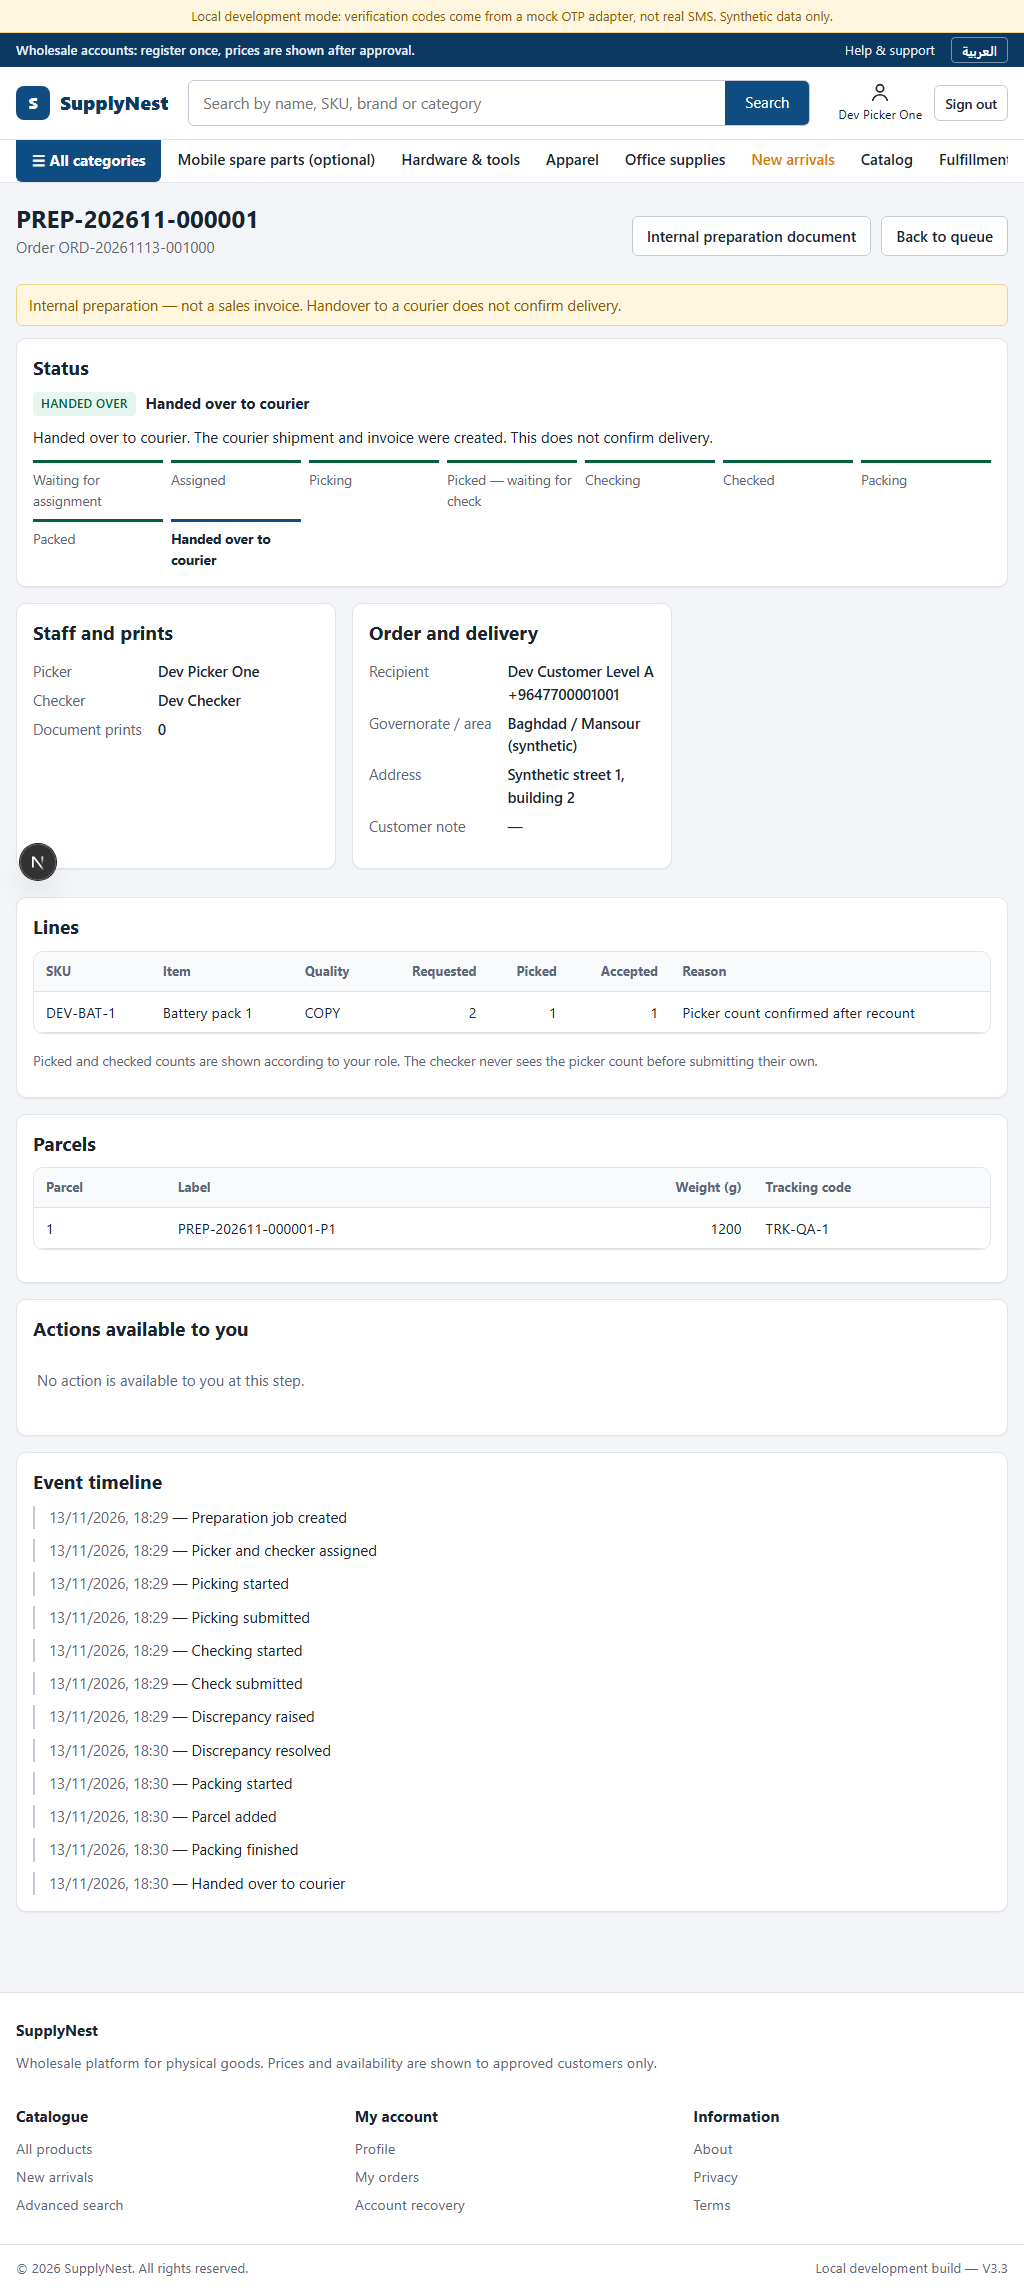 Local development mode: verification codes come from a mock OTP adapter, not real SMS. Synthetic data only.
Wholesale accounts: register once, prices are shown after approval.
Help & support
العربية
S
SupplyNest
Search by name, SKU, brand or category
Search
Dev Picker One
Sign out
☰ All categories
Mobile spare parts (optional)
Hardware & tools
Apparel
Office supplies
New arrivals
Catalog
Fulfillment
PREP-202611-000001
Order ORD-20261113-001000
Internal preparation document
Back to queue
Internal preparation — not a sales invoice. Handover to a courier does not confirm delivery.
Status
HANDED OVER
Handed over to courier
Handed over to courier. The courier shipment and invoice were created. This does not confirm delivery.
Waiting for
assignment
Assigned
Picking
Picked — waiting for
check
Checking
Checked
Packing
Packed
Handed over to
courier
Staff and prints
Picker
Dev Picker One
Checker
Dev Checker
Document prints
0
Order and delivery
Recipient
Dev Customer Level A
+9647700001001
Governorate / area
Baghdad / Mansour
(synthetic)
Address
Synthetic street 1,
building 2
Customer note
—
N
Lines
SKU
Item
Quality
Requested
Picked
Accepted
Reason
DEV-BAT-1
Battery pack 1
COPY
2
1
1
Picker count confirmed after recount
Picked and checked counts are shown according to your role. The checker never sees the picker count before submitting their own.
Parcels
Parcel
Label
Weight (g)
Tracking code
1
PREP-202611-000001-P1
1200
TRK-QA-1
Actions available to you
No action is available to you at this step.
Event timeline
13/11/2026, 18:29 — Preparation job created
13/11/2026, 18:29 — Picker and checker assigned
13/11/2026, 18:29 — Picking started
13/11/2026, 18:29 — Picking submitted
13/11/2026, 18:29 — Checking started
13/11/2026, 18:29 — Check submitted
13/11/2026, 18:29 — Discrepancy raised
13/11/2026, 18:30 — Discrepancy resolved
13/11/2026, 18:30 — Packing started
13/11/2026, 18:30 — Parcel added
13/11/2026, 18:30 — Packing finished
13/11/2026, 18:30 — Handed over to courier
SupplyNest
Wholesale platform for physical goods. Prices and availability are shown to approved customers only.
Catalogue
All products
New arrivals
Advanced search
My account
Profile
My orders
Account recovery
Information
About
Privacy
Terms
© 2026 SupplyNest. All rights reserved.
Local development build — V3.3